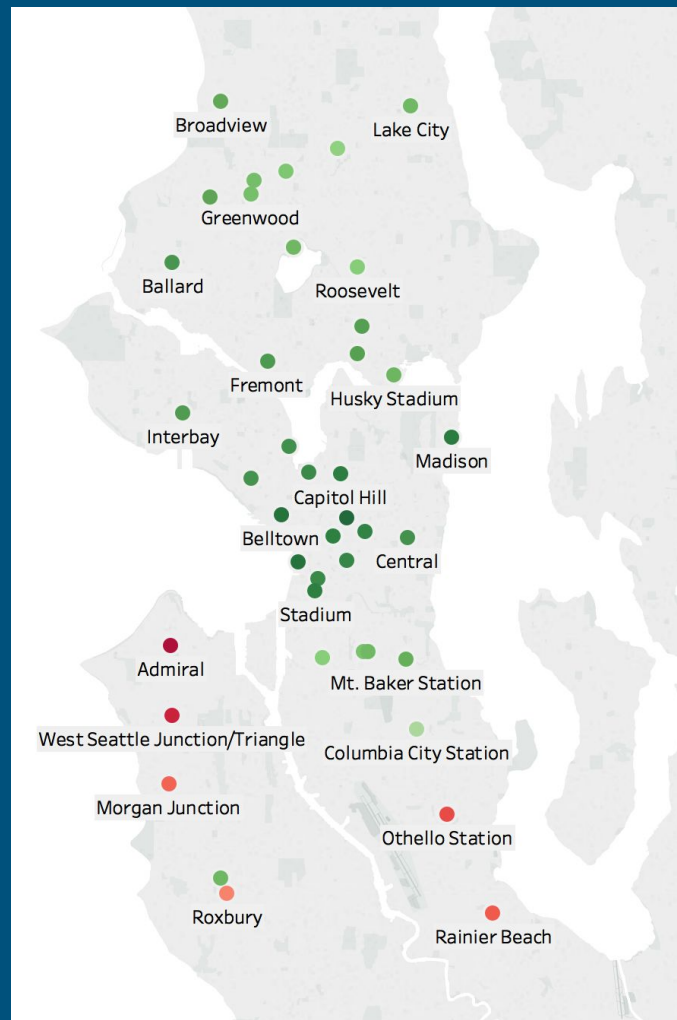 Broadview
Lake City
Greenwood
Ballard
Roosevelt
Fremont
Husky Stadium
Interbay
Madison
Capitol Hill
Belltown
Central
Stadium
Admiral
Mt. Baker Station
West Seattle Junction/Triangle
Columbia City Station
Morgan Junction
Othello Station
Roxbury
Rainier Beach